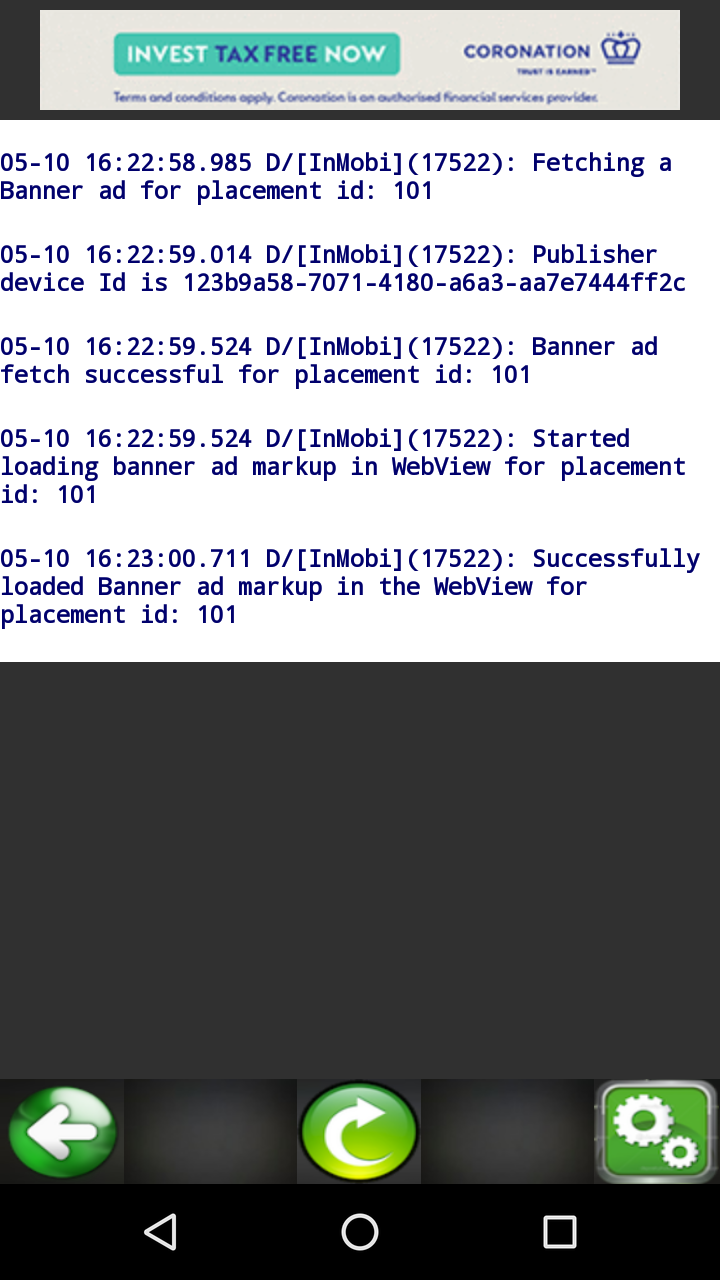 INVEST TAX FREE NOW
CORONATION
TRUST IS EARNED™
Terms and conditions apply. Coronation is an authorised financial services provider.
05-10 16:22:58.985 D/[InMobi](17522): Fetching a
Banner ad for placement id: 101
05-10 16:22:59.014 D/[InMobi](17522): Publisher
device Id is 123b9a58-7071-4180-a6a3-aa7e7444ff2c
05-10 16:22:59.524 D/[InMobi](17522): Banner ad
fetch successful for placement id: 101
05-10 16:22:59.524 D/[InMobi](17522): Started
loading banner ad markup in WebView for placement
id: 101
05-10 16:23:00.711 D/[InMobi](17522): Successfully
loaded Banner ad markup in the WebView for
placement id: 101